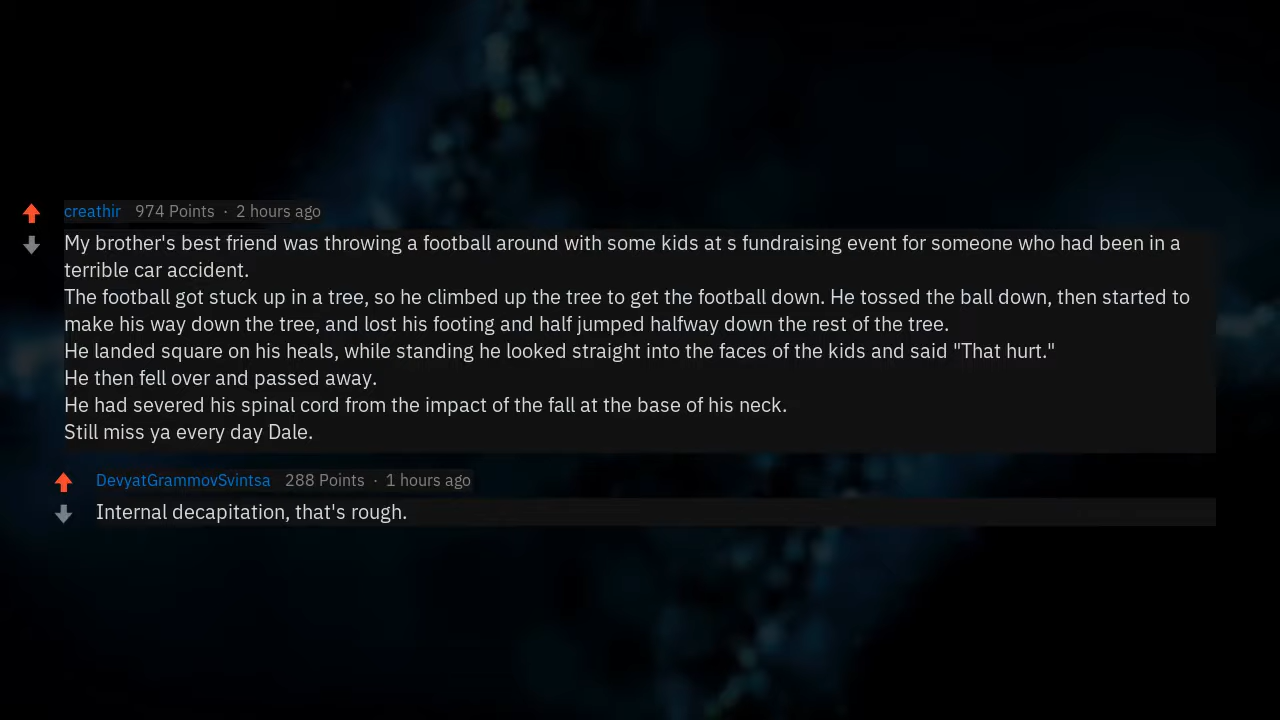 creathir 974 Points · 2 hours ago
My brother's best friend was throwing a football around with some kids at s fundraising event for someone who had been in a
terrible car accident.
The football got stuck up in a tree, so he climbed up the tree to get the football down. He tossed the ball down, then started to
make his way down the tree, and lost his footing and half jumped halfway down the rest of the tree.
He landed square on his heals, while standing he looked straight into the faces of the kids and said "That hurt."
He then fell over and passed away.
He had severed his spinal cord from the impact of the fall at the base of his neck.
Still miss ya every day Dale.
DevyatGrammovSvintsa 288 Points · 1 hours ago
Internal decapitation, that's rough.